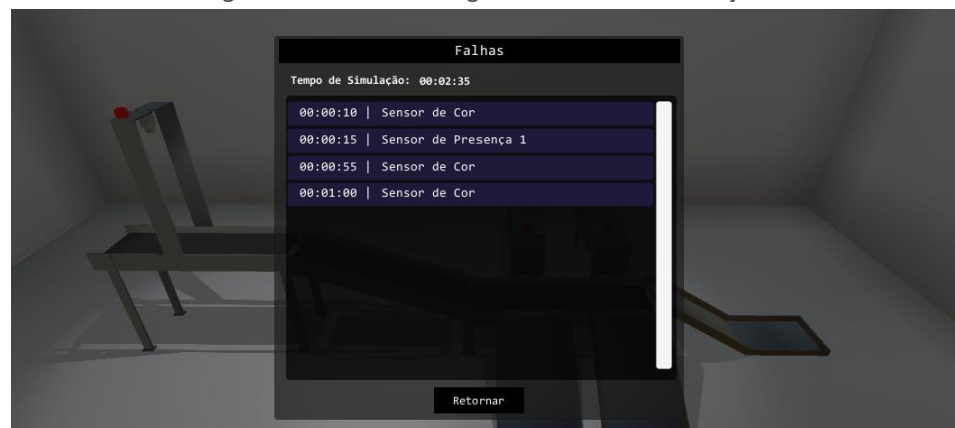 Falhas
Tempo de Simulação: 00:02:35
00:00:10 | Sensor de Cor
00:00:15 | Sensor de Presença 1
00:00:55 | Sensor de Cor
00:01:00 | Sensor de Cor
Retornar